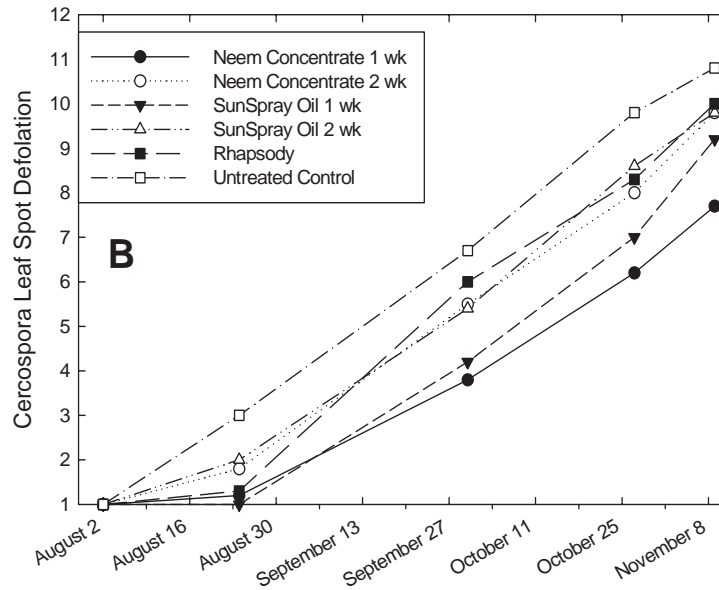 12
11
10
9
8
7
6
5
4
3
2
1
Cercospora Leaf Spot Defolation
Neem Concentrate 1 wk
Neem Concentrate 2 wk
SunSpray Oil 1 wk
SunSpray Oil 2 wk
Rhapsody
Untreated Control
B
August 2
August 16
August 30
September 13
September 27
October 11
October 25
November 8